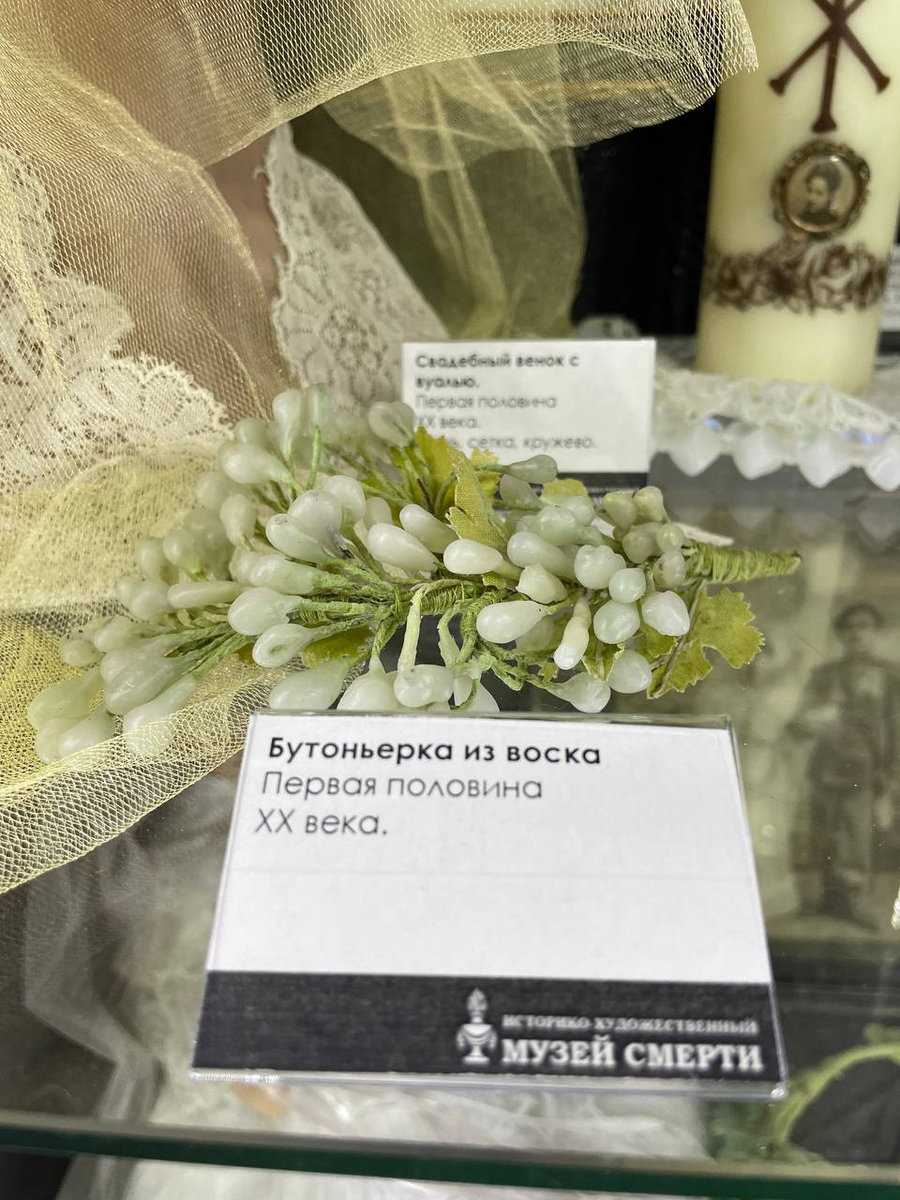 Свадебный венок с
вуалью.
Первая половина
XX века.
сетка, кружево.
Бутоньерка из воска
Первая половина
XX века.
ИСТОРИКО-ХУДОЖЕСТВЕННЫЙ
МУЗЕЙ СМЕРТИ